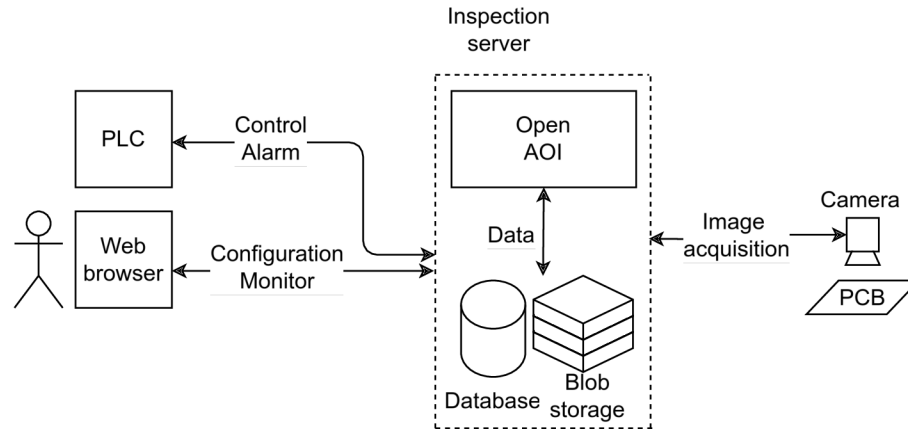 Inspection
server
PLC
Control
Alarm
Open
AOI
Web
browser
Configuration
Monitor
Data
Image
acquisition
Camera
PCB
Database
Blob
storage